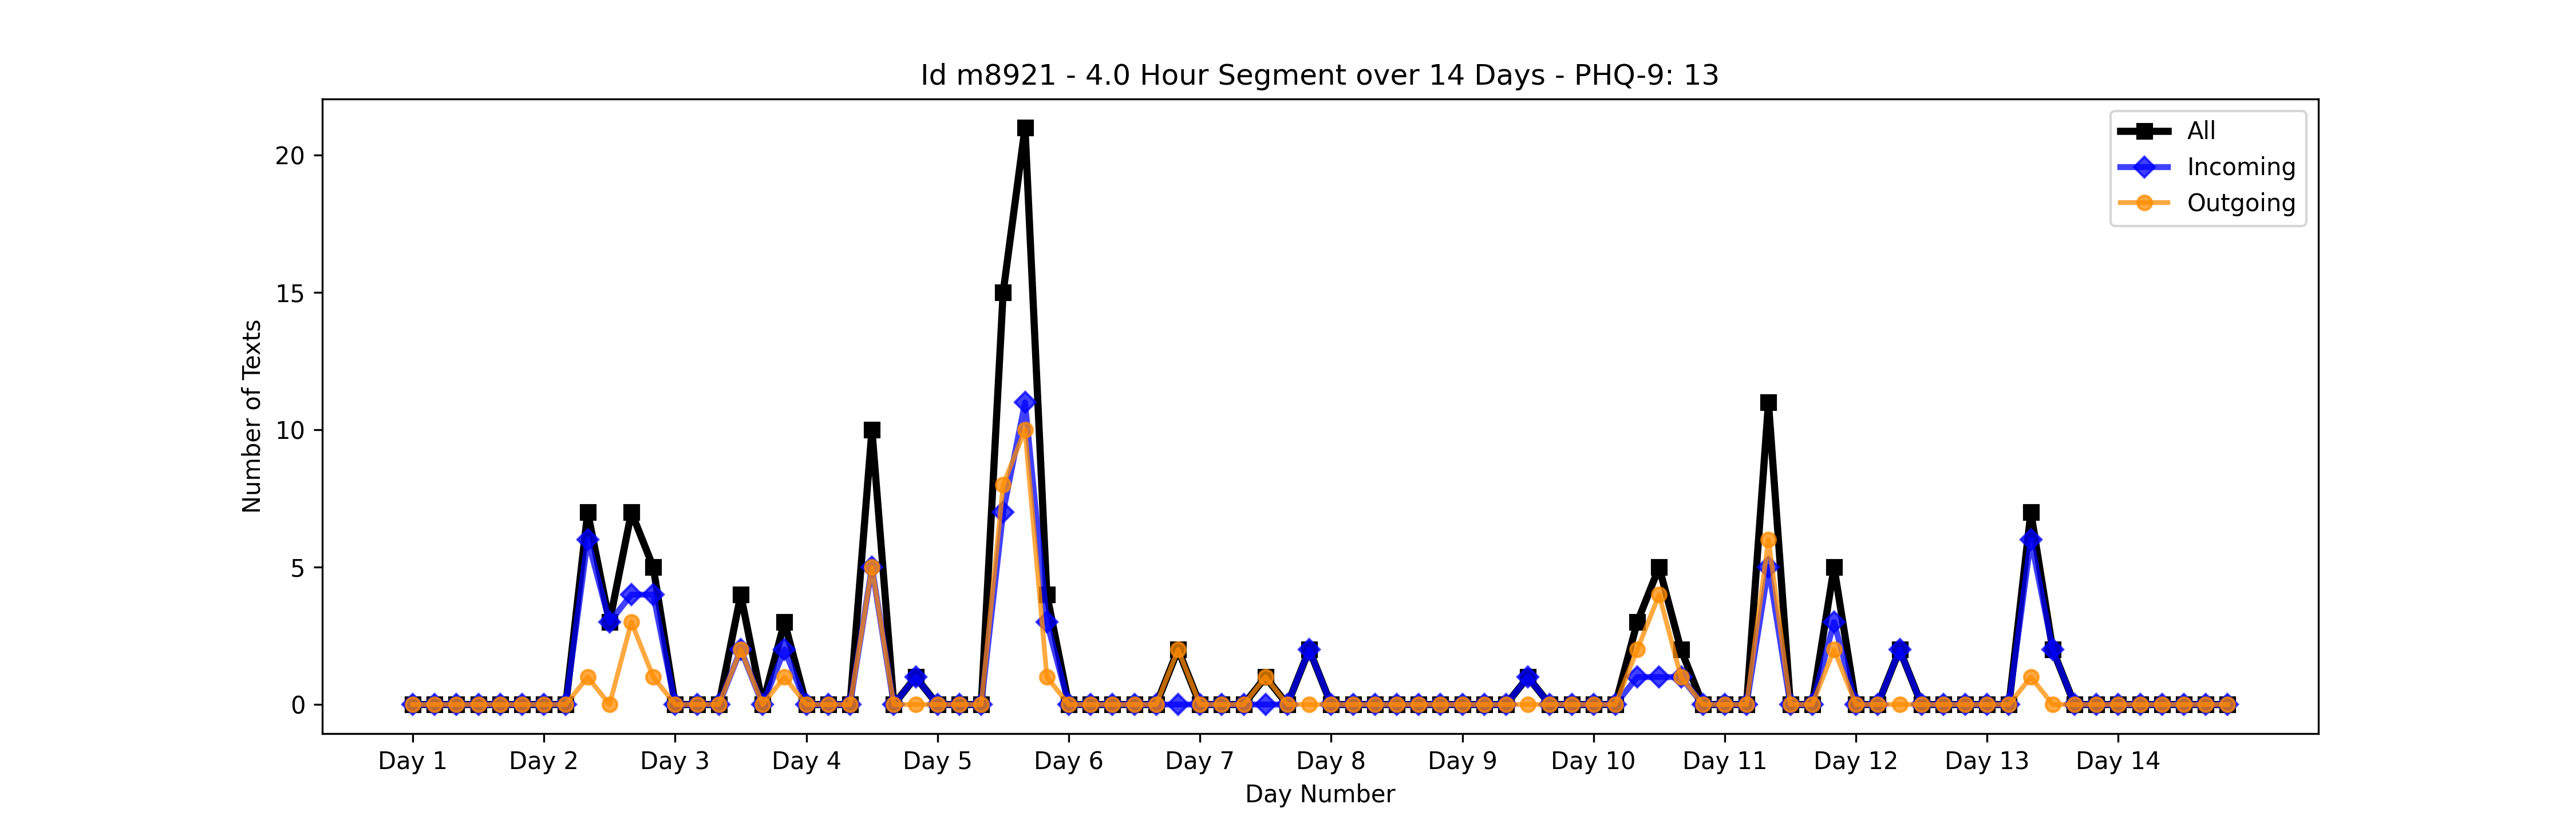 Id m8921 - 4.0 Hour Segment over 14 Days - PHQ-9: 13
All
Incoming
Outgoing
20
15
10
5
0
Number of Texts
Day 1 Day 2 Day 3 Day 4 Day 5 Day 6 Day 7 Day 8 Day 9 Day 10 Day 11 Day 12 Day 13 Day 14
Day Number